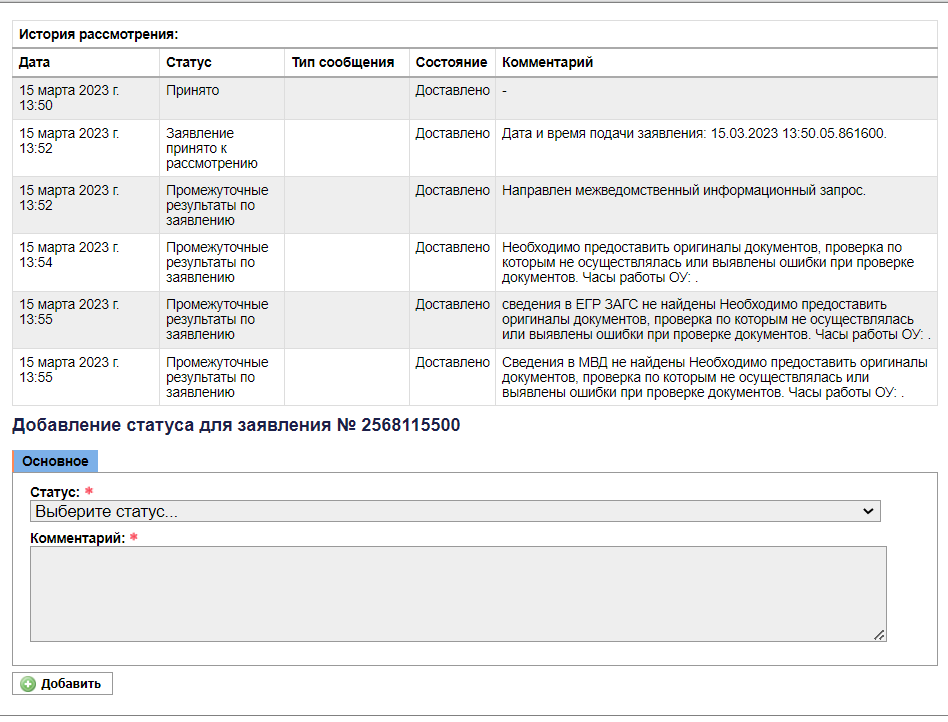 История рассмотрения:
Дата Статус Тип сообщения Состояние Комментарий
15 марта 2023 г. Принято Доставлено -
13:50
15 марта 2023 г. Заявление Доставлено Дата и время подачи заявления: 15.03.2023 13:50.05.861600.
13:52 принято к
рассмотрению
15 марта 2023 г. Промежуточные Доставлено Направлен межведомственный информационный запрос.
13:52 результаты по
заявлению
15 марта 2023 г. Промежуточные Доставлено Необходимо предоставить оригиналы документов, проверка по
13:54 результаты по которым не осуществлялась или выявлены ошибки при проверке
заявлению документов. Часы работы ОУ: .
15 марта 2023 г. Промежуточные Доставлено сведения в ЕГР ЗАГС не найдены Необходимо предоставить
13:55 результаты по оригиналы документов, проверка по которым не осуществлялась
заявлению или выявлены ошибки при проверке документов. Часы работы ОУ: .
15 марта 2023 г. Промежуточные Доставлено Сведения в МВД не найдены Необходимо предоставить оригиналы
13:55 результаты по документов, проверка по которым не осуществлялась или
заявлению выявлены ошибки при проверке документов. Часы работы ОУ: .
Добавление статуса для заявления № 2568115500
Основное
Статус: *
Выберите статус...
Комментарий: *
Добавить